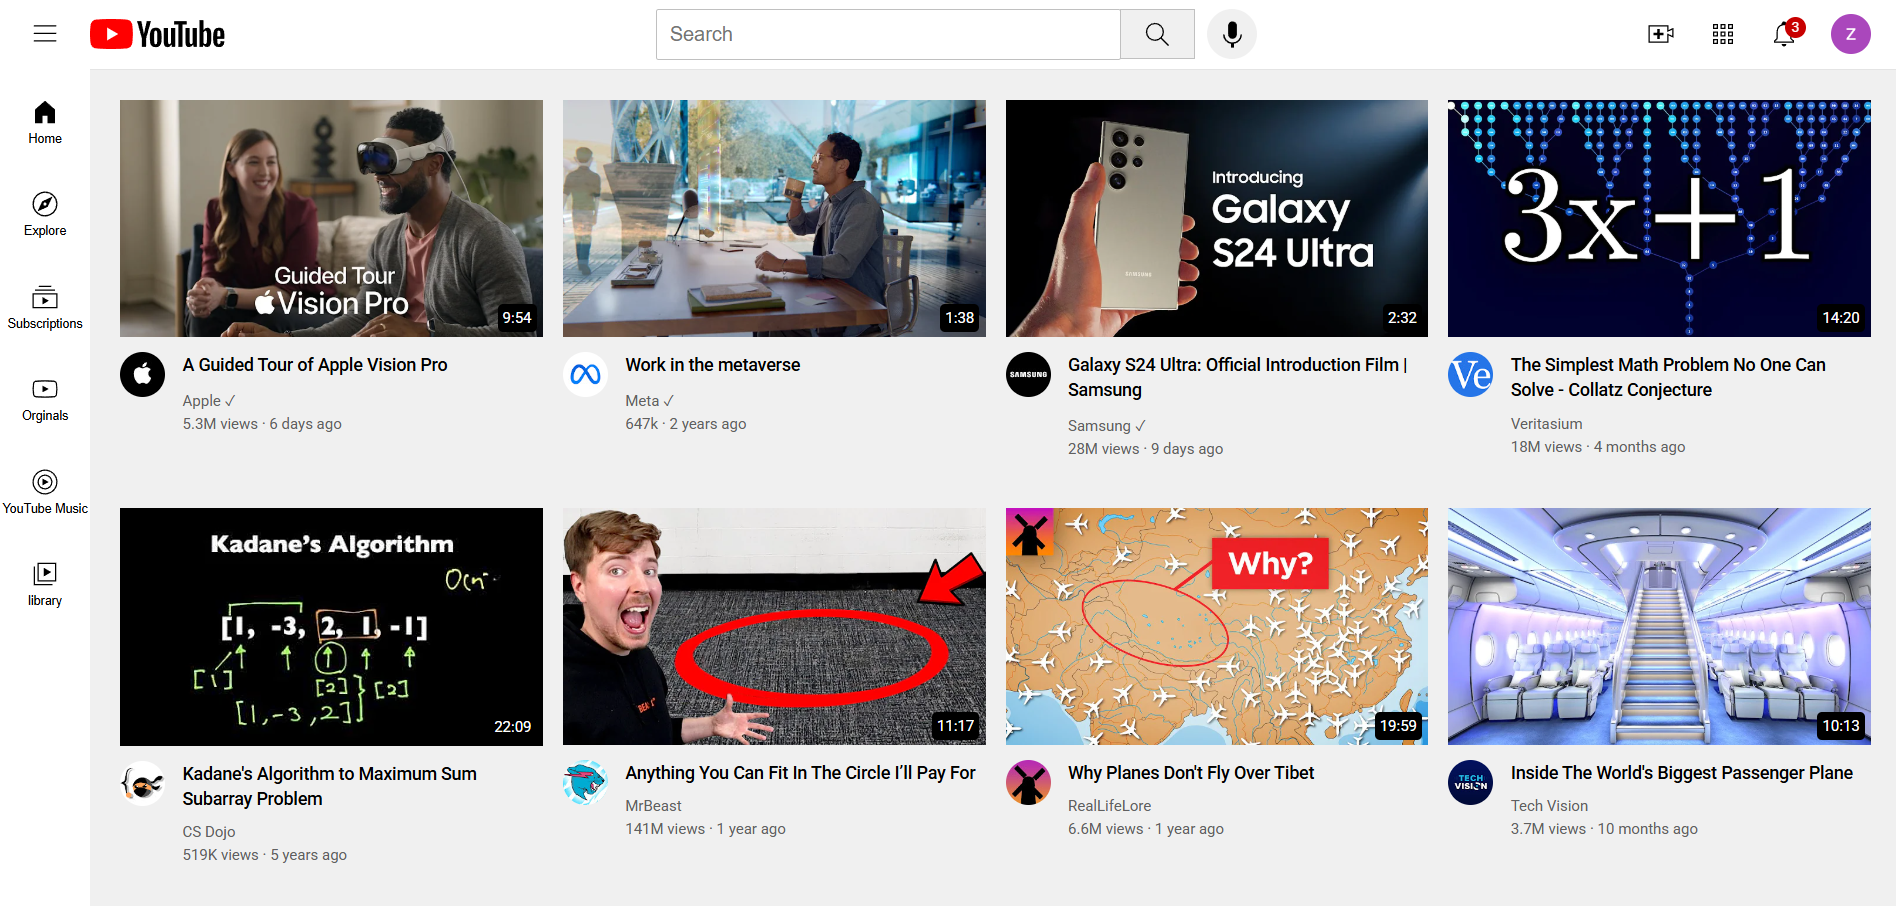 YouTube
Search
3
Z
Home
Explore
Subscriptions
Orginals
YouTube Music
library
Guided Tour
Vision Pro
9:54
A Guided Tour of Apple Vision Pro
Apple ✓
5.3M views · 6 days ago
1:38
Work in the metaverse
Meta ✓
647k · 2 years ago
Introducing
Galaxy
S24 Ultra
SAMSUNG
2:32
SAMSUNG
Galaxy S24 Ultra: Official Introduction Film |
Samsung
Samsung ✓
28M views · 9 days ago
3x+1
14:20
Ve
The Simplest Math Problem No One Can
Solve - Collatz Conjecture
Veritasium
18M views · 4 months ago
Kadane's Algorithm
[1, -3, 2, 1, -1]
[1]
[2]
[2]
[1, -3, 2]
22:09
Kadane's Algorithm to Maximum Sum
Subarray Problem
CS Dojo
519K views · 5 years ago
11:17
Anything You Can Fit In The Circle I’ll Pay For
MrBeast
141M views · 1 year ago
Why?
19:59
Why Planes Don't Fly Over Tibet
RealLifeLore
6.6M views · 1 year ago
10:13
TECH
VISION
Inside The World's Biggest Passenger Plane
Tech Vision
3.7M views · 10 months ago